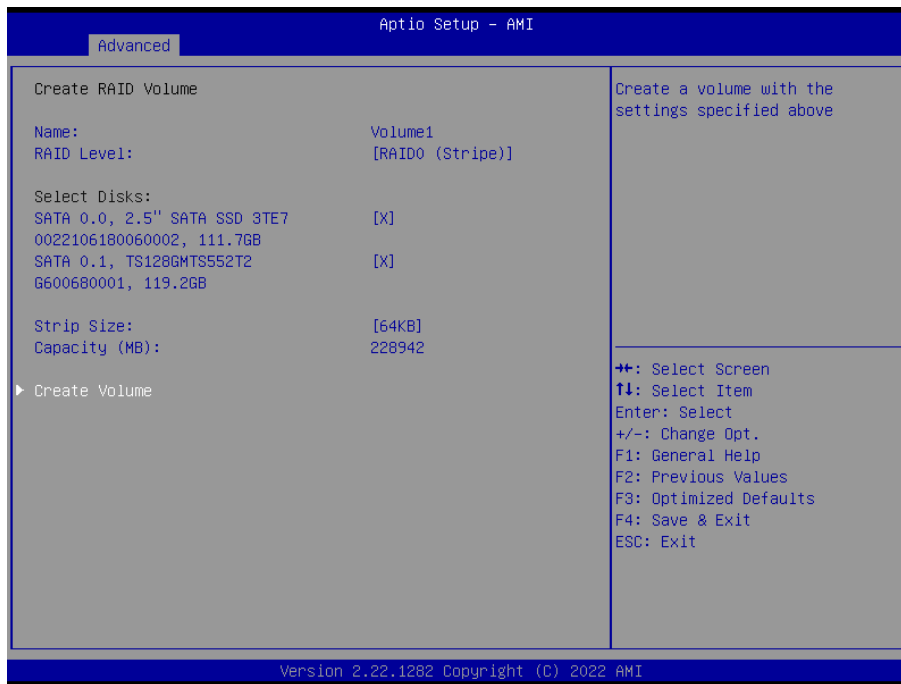 Aptio Setup - AMI
Advanced
Create RAID Volume
Name: Volume1
RAID Level: [RAID0 (Stripe)]
Select Disks:
SATA 0.0, 2.5'' SATA SSD 3TE7 [X]
0022106180060002, 111.7GB
SATA 0.1, TS128GMTS552T2 [X]
G600680001, 119.2GB
Strip Size: [64KB]
Capacity (MB): 228942
Create Volume
Create a volume with the
settings specified above
→←: Select Screen
↑↓: Select Item
Enter: Select
+/-: Change Opt.
F1: General Help
F2: Previous Values
F3: Optimized Defaults
F4: Save & Exit
ESC: Exit
Version 2.22.1282 Copyright (C) 2022 AMI